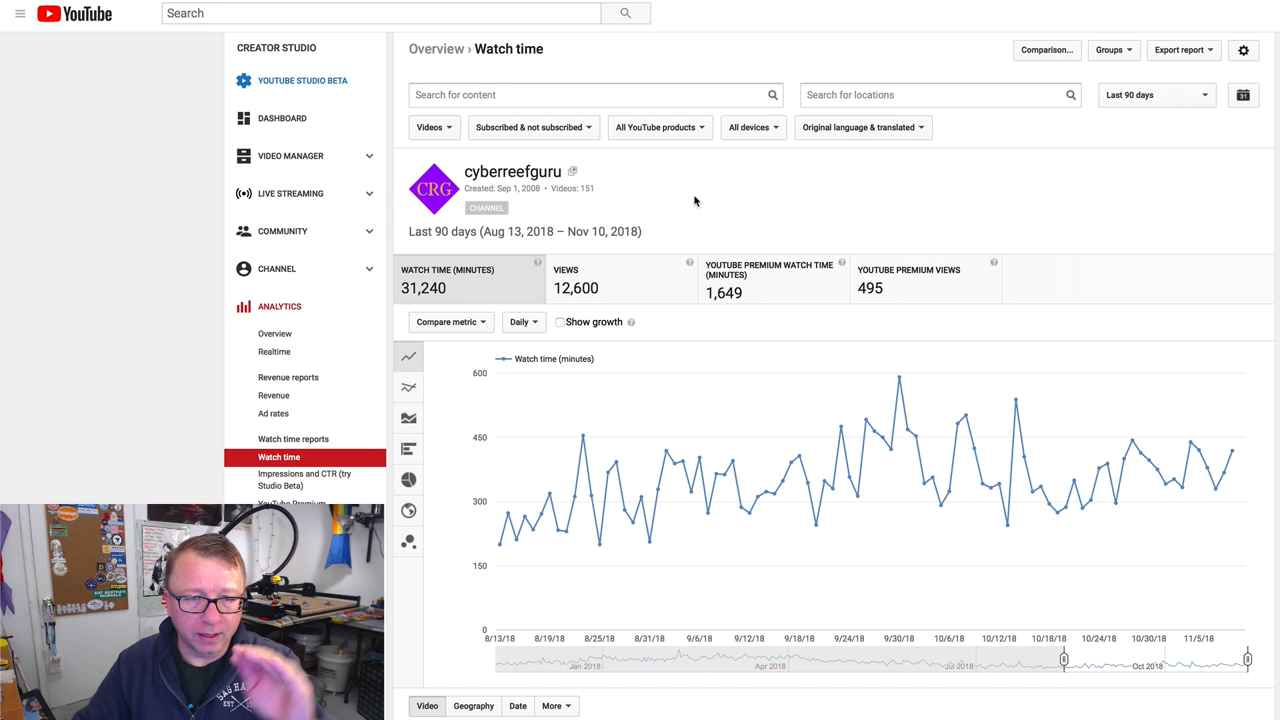 YouTube
Search
CREATOR STUDIO
YOUTUBE STUDIO BETA
DASHBOARD
VIDEO MANAGER
LIVE STREAMING
COMMUNITY
CHANNEL
ANALYTICS
Overview
Realtime
Revenue reports
Revenue
Ad rates
Watch time reports
Watch time
Impressions and CTR (try
Studio Beta)
YouTube Premium
Overview › Watch time
Comparison...
Groups
Export report
Search for content
Search for locations
Last 90 days
31
Videos
Subscribed & not subscribed
All YouTube products
All devices
Original language & translated
CRG
cyberreefguru
Created: Sep 1, 2008 • Videos: 151
CHANNEL
Last 90 days (Aug 13, 2018 – Nov 10, 2018)
WATCH TIME (MINUTES)
31,240
VIEWS
12,600
YOUTUBE PREMIUM WATCH TIME
(MINUTES)
1,649
YOUTUBE PREMIUM VIEWS
495
Compare metric
Daily
Show growth
Watch time (minutes)
600
450
300
150
0
8/13/18 8/19/18 8/25/18 8/31/18 9/6/18 9/12/18 9/18/18 9/24/18 9/30/18 10/6/18 10/12/18 10/18/18 10/24/18 10/30/18 11/5/18
Jan 2018 Apr 2018 Jul 2018 Oct 2018
Video
Geography
Date
More
EAT BERTHA'S
MUSSELS